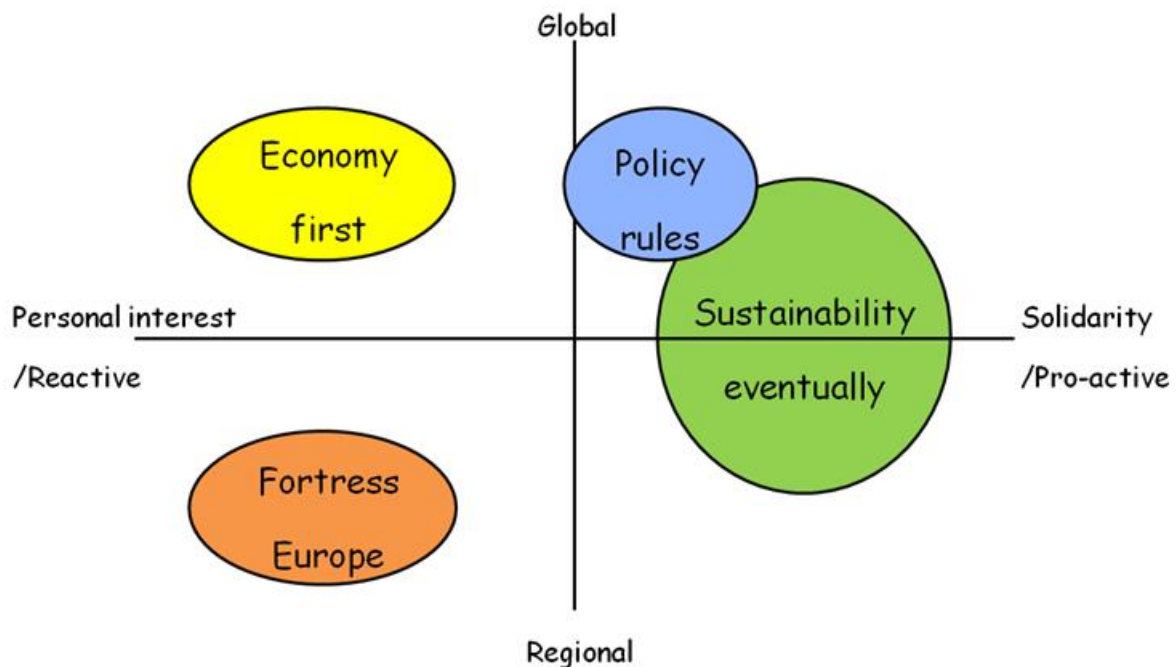 Global
Economy
first
Policy
rules
Personal interest
/Reactive
Sustainability
eventually
Solidarity
/Pro-active
Fortress
Europe
Regional